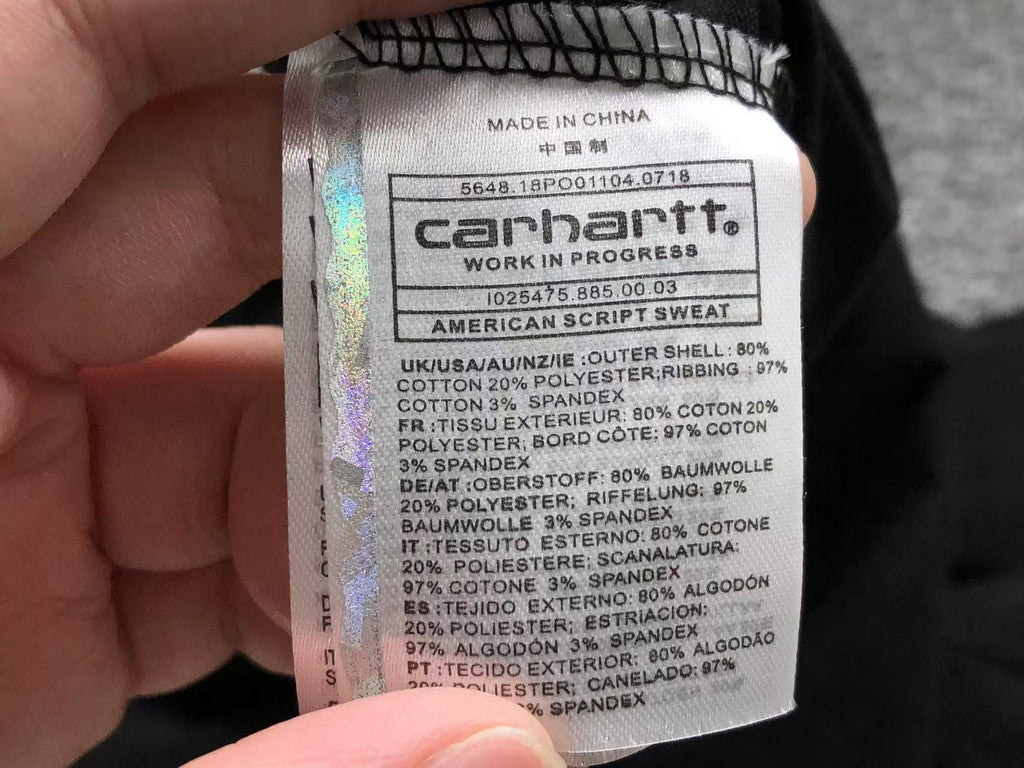 MADE IN CHINA
中国制
5648.18PO01104.0718
carhartt®
WORK IN PROGRESS
I025475.885.00.03
AMERICAN SCRIPT SWEAT
UK/USA/AU/NZ/IE :OUTER SHELL : 80%
COTTON 20% POLYESTER;RIBBING : 97%
COTTON 3% SPANDEX
FR :TISSU EXTERIEUR: 80% COTON 20%
POLYESTER; BORD CÔTE: 97% COTON
3% SPANDEX
DE/AT :OBERSTOFF: 80% BAUMWOLLE
20% POLYESTER; RIFFELUNG: 97%
BAUMWOLLE 3% SPANDEX
IT :TESSUTO ESTERNO: 80% COTONE
20% POLIESTERE; SCANALATURA:
97% COTONE 3% SPANDEX
ES :TEJIDO EXTERNO: 80% ALGODÓN
20% POLIESTER; ESTRIACION:
97% ALGODÓN 3% SPANDEX
PT :TECIDO EXTERIOR: 80% ALGODÃO
20% POLIESTER; CANELADO: 97%
% SPANDEX